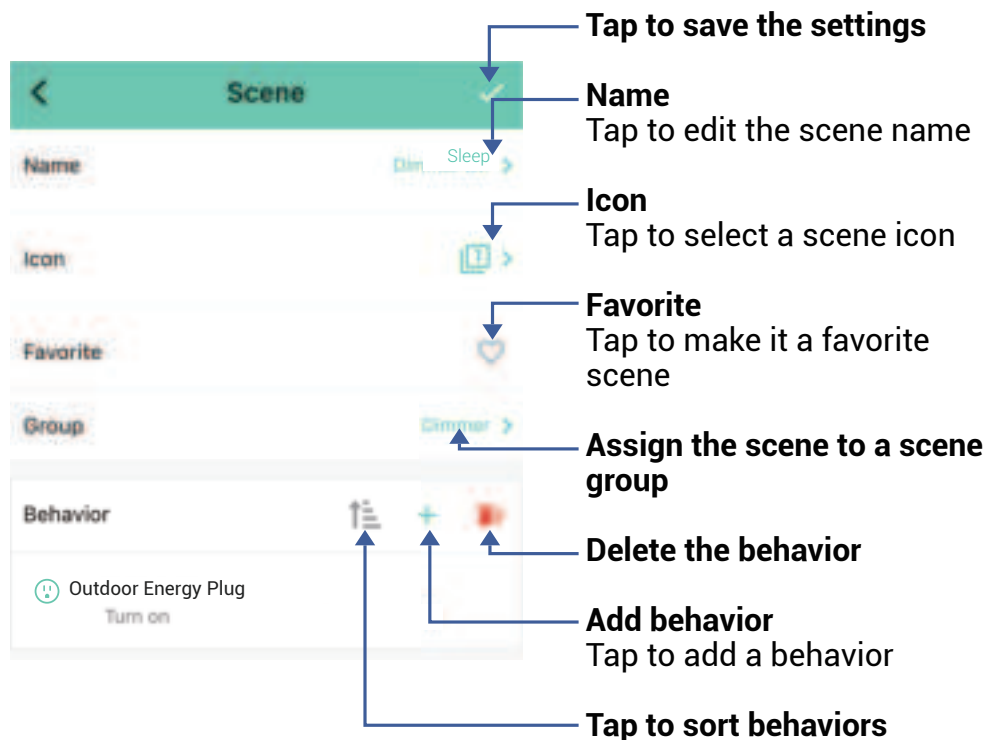 Tap to save the settings
Scene
Name
Tap to edit the scene name
Name
Sleep
Icon
Tap to select a scene icon
Icon
1
Favorite
Tap to make it a favorite
scene
Favorite
Group
Dimmer
Assign the scene to a scene
group
Behavior
Delete the behavior
Outdoor Energy Plug
Turn on
Add behavior
Tap to add a behavior
Tap to sort behaviors